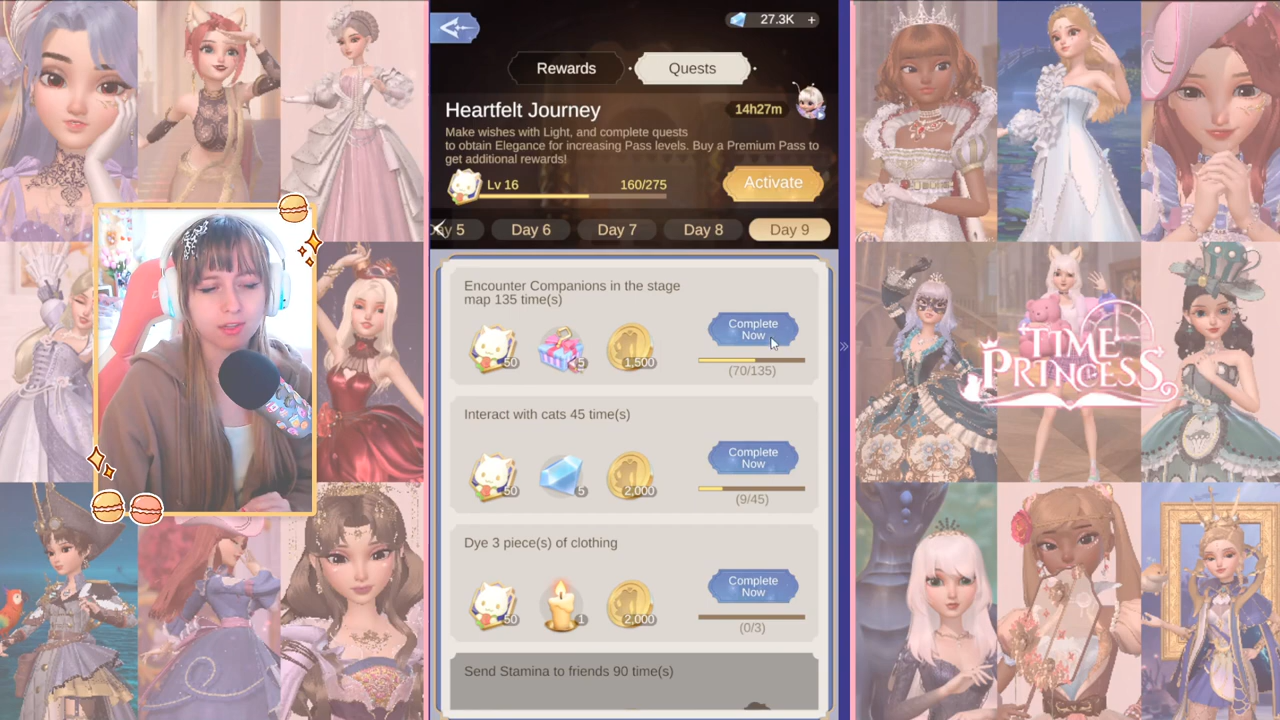 27.3K +
Rewards
Quests
Heartfelt Journey
14h27m
Make wishes with Light, and complete quests
to obtain Elegance for increasing Pass levels. Buy a Premium Pass to
get additional rewards!
Lv 16
160/275
Activate
ay 5
Day 6
Day 7
Day 8
Day 9
Encounter Companions in the stage
map 135 time(s)
50
5
1,500
Complete
Now
(70/135)
Interact with cats 45 time(s)
50
5
2,000
Complete
Now
(9/45)
Dye 3 piece(s) of clothing
50
1
2,000
Complete
Now
(0/3)
Send Stamina to friends 90 time(s)
TIME
PRINCESS